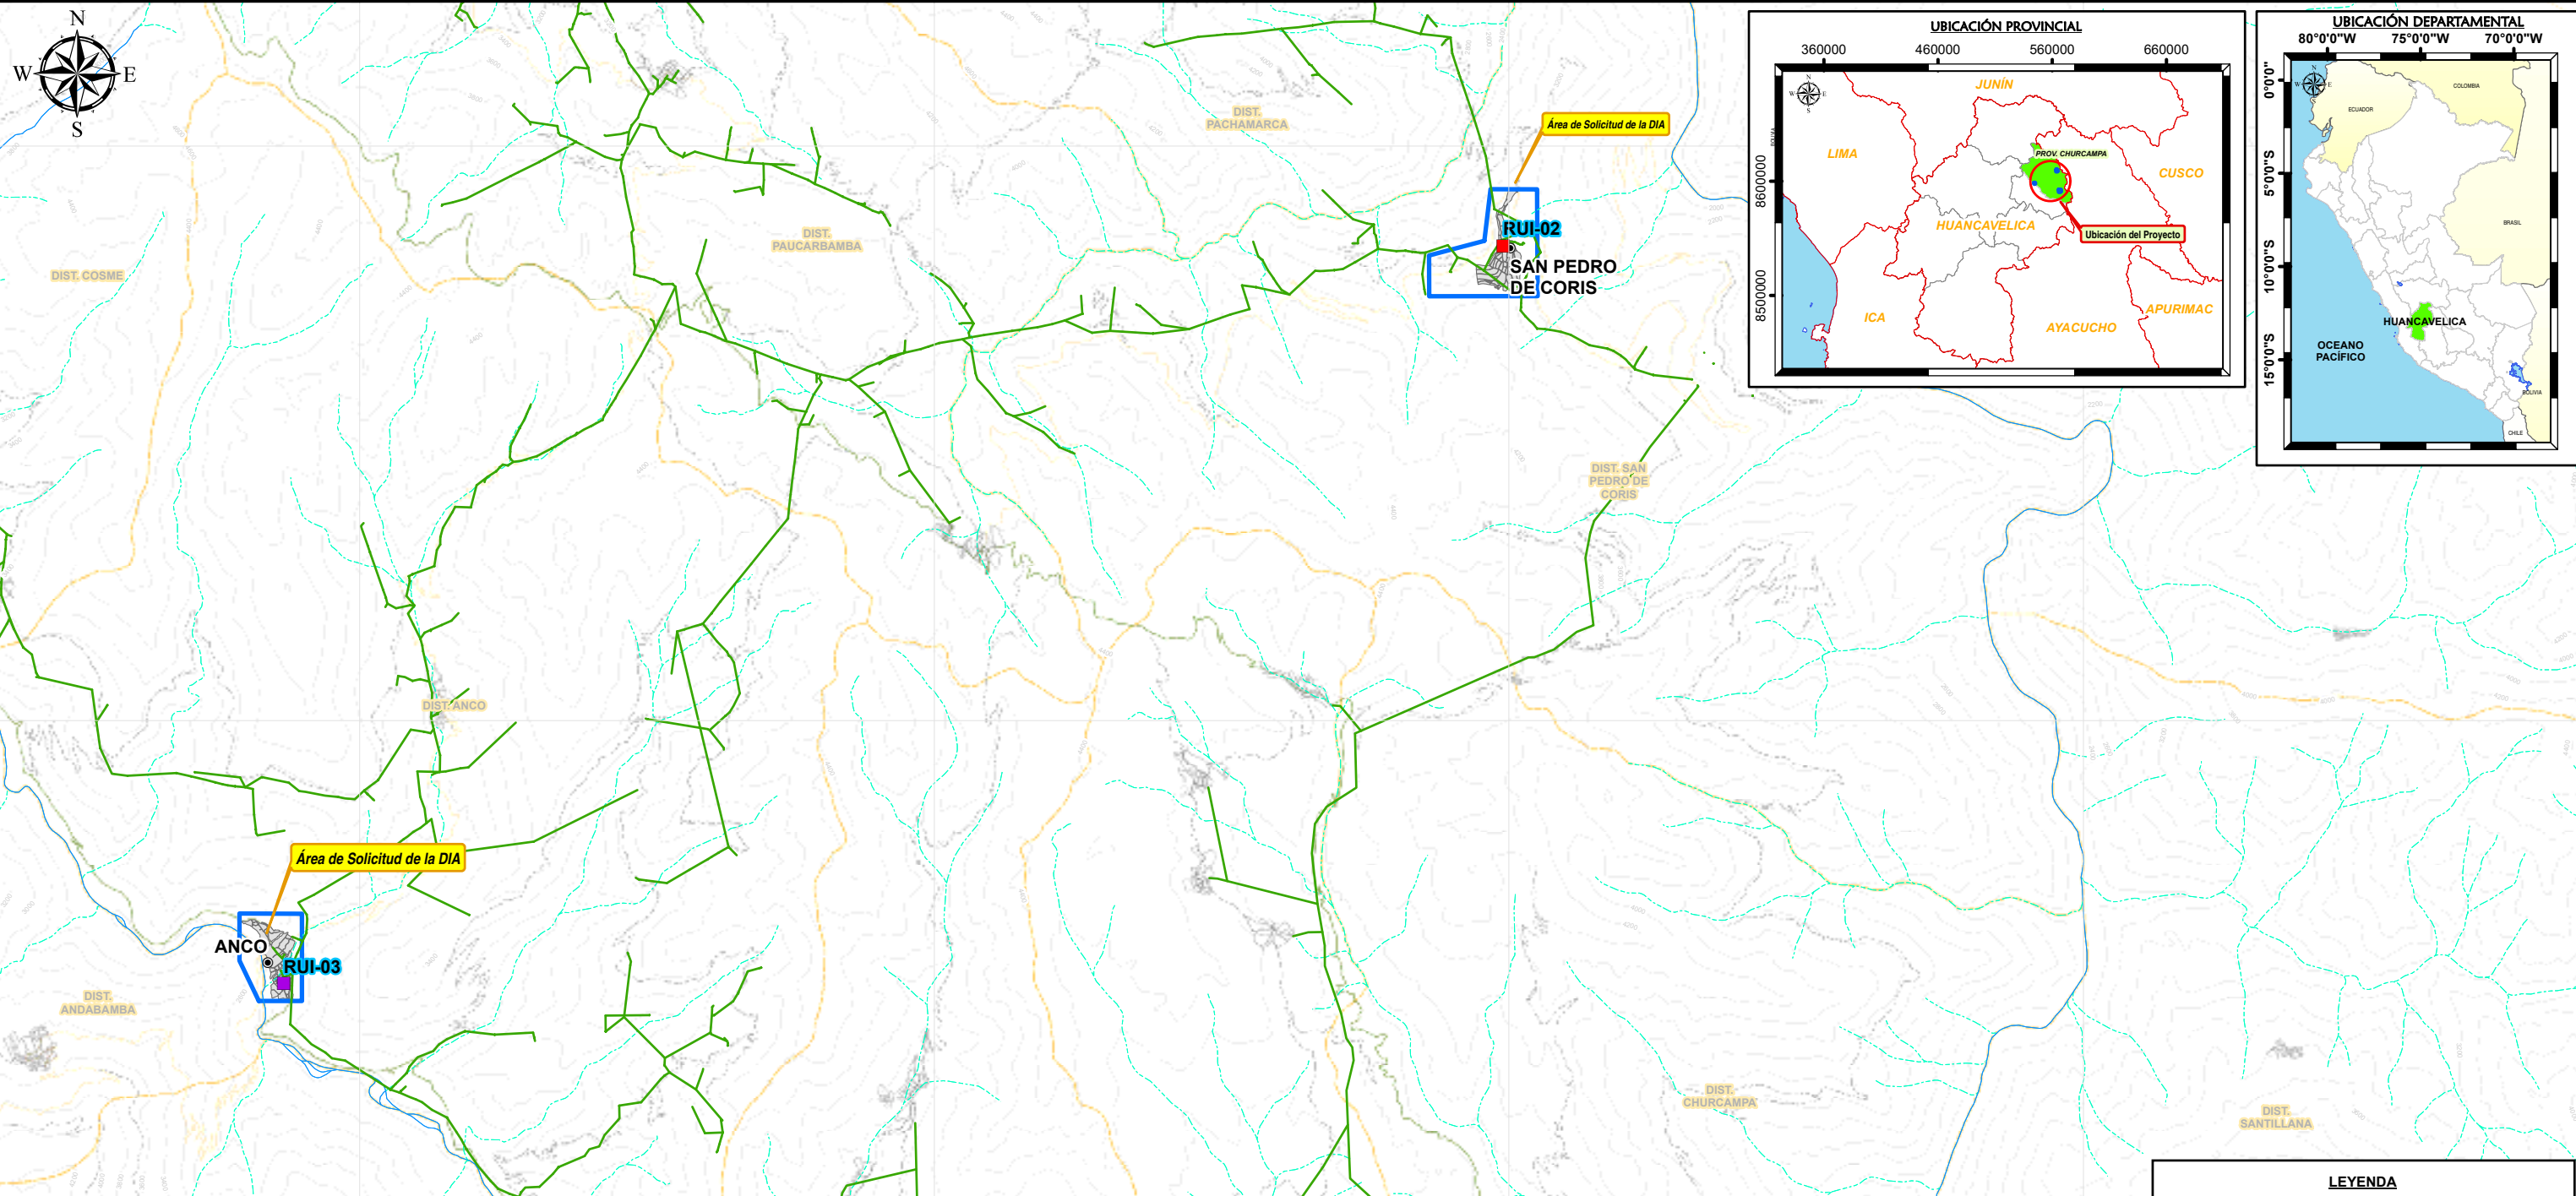 N
W
E
S
UBICACIÓN PROVINCIAL
360000
460000
560000
660000
8600000
8500000
N
W
E
S
JUNÍN
LIMA
PROV. CHURCAMPA
CUSCO
HUANCAVELICA
Ubicación del Proyecto
ICA
AYACUCHO
APURIMAC
UBICACIÓN DEPARTAMENTAL
80°0'0"W
75°0'0"W
70°0'0"W
0°0'0"
5°0'0"S
10°0'0"S
15°0'0"S
N
W
E
S
COLOMBIA
ECUADOR
BRASIL
HUANCAVELICA
OCEANO
PACÍFICO
BOLIVIA
CHILE
DIST.
PACHAMARCA
Área de Solicitud de la DIA
RUI-02
SAN PEDRO
DE CORIS
DIST.
PAUCARBAMBA
DIST. COSME
DIST. SAN
PEDRO DE
CORIS
DIST. ANCO
Área de Solicitud de la DIA
ANCO
RUI-03
DIST.
ANDABAMBA
DIST.
CHURCAMPA
DIST.
SANTILLANA
LEYENDA